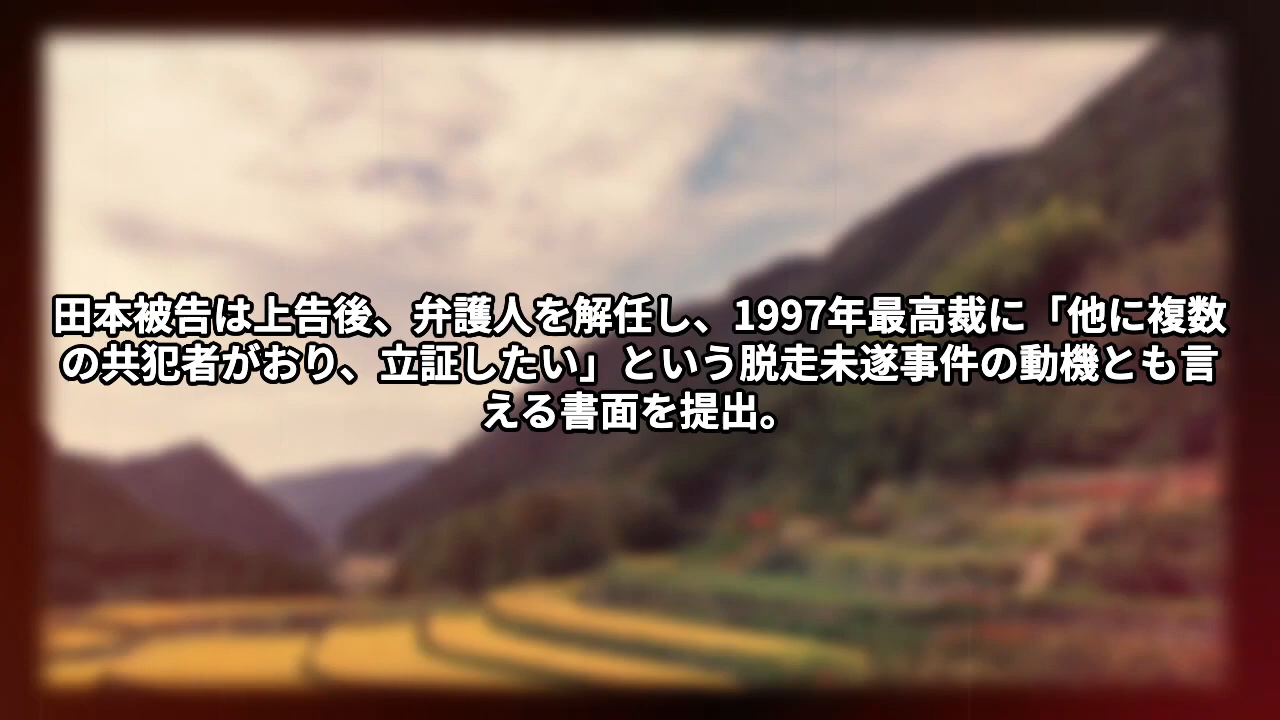 田本被告は上告後、弁護人を解任し、1997年最高裁に「他に複数
の共犯者がおり、立証したい」という脱走未遂事件の動機とも言
える書面を提出。